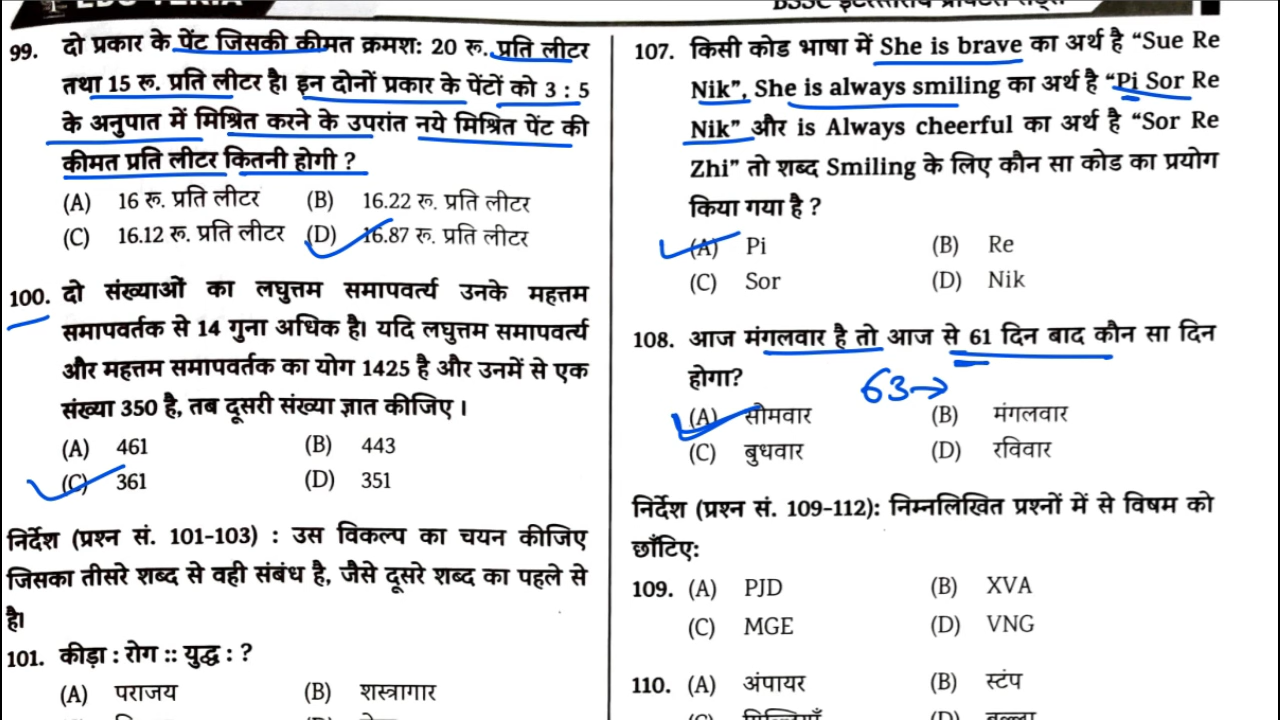 99. दो प्रकार के पेंट जिसकी कीमत क्रमशः 20 रू. प्रति लीटर
तथा 15 रू. प्रति लीटर है। इन दोनों प्रकार के पेंटों को 3 : 5
के अनुपात में मिश्रित करने के उपरांत नये मिश्रित पेंट की
कीमत प्रति लीटर कितनी होगी ?
(A) 16 रू. प्रति लीटर (B) 16.22 रू. प्रति लीटर
(C) 16.12 रू. प्रति लीटर (D) 16.87 रू. प्रति लीटर
100. दो संख्याओं का लघुत्तम समापवर्त्य उनके महत्तम
समापवर्तक से 14 गुना अधिक है। यदि लघुत्तम समापवर्त्य
और महत्तम समापवर्तक का योग 1425 है और उनमें से एक
संख्या 350 है, तब दूसरी संख्या ज्ञात कीजिए ।
(A) 461 (B) 443
(C) 361 (D) 351
निर्देश (प्रश्न सं. 101-103) : उस विकल्प का चयन कीजिए
जिसका तीसरे शब्द से वही संबंध है, जैसे दूसरे शब्द का पहले से
है।
101. कीड़ा : रोग :: युद्ध : ?
(A) पराजय (B) शस्त्रागार
107. किसी कोड भाषा में She is brave का अर्थ है “Sue Re
Nik”, She is always smiling का अर्थ है “Pi Sor Re
Nik” और is Always cheerful का अर्थ है “Sor Re
Zhi” तो शब्द Smiling के लिए कौन सा कोड का प्रयोग
किया गया है ?
(A) Pi (B) Re
(C) Sor (D) Nik
108. आज मंगलवार है तो आज से 61 दिन बाद कौन सा दिन
होगा?
63→
(A) सोमवार (B) मंगलवार
(C) बुधवार (D) रविवार
निर्देश (प्रश्न सं. 109-112): निम्नलिखित प्रश्नों में से विषम को
छाँटिए:
109. (A) PJD (B) XVA
(C) MGE (D) VNG
110. (A) अंपायर (B) स्टंप